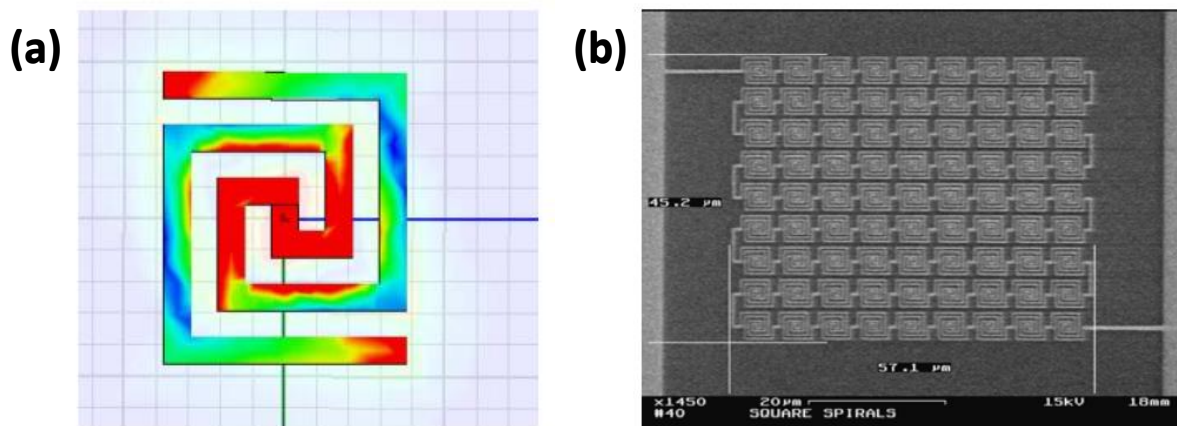 (a)
(b)
45.2 µm
57.1 µm
x1450 20 µm 15kV 18mm
#40 SQUARE SPIRALS